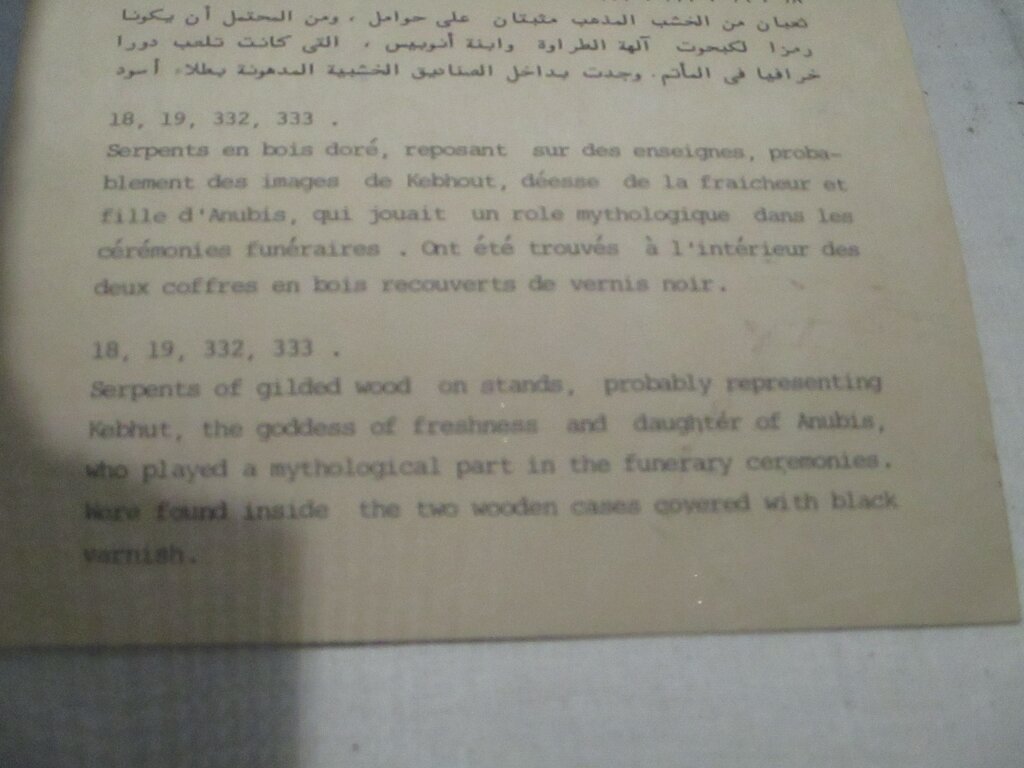 ثعبان من الخشب المذهب مثبتان على حوامل ، ومن المحتمل أن يكونا
رمزا لكبحوت آلهة الطراوة وابنة أنوبيس ، التى كانت تلعب دورا
خرافيا فى المأتم . وجدت بداخل الصناديق الخشبية المدهونة بطلاء أسود
18, 19, 332, 333 .
Serpents en bois doré, reposant sur des enseignes, proba-
blement des images de Kebhout, déesse de la fraicheur et
fille d'Anubis, qui jouait un role mythologique dans les
cérémonies funéraires . Ont été trouvés à l'intérieur des
deux coffres en bois recouverts de vernis noir.
18, 19, 332, 333 .
Serpents of gilded wood on stands, probably representing
Kebhut, the goddess of freshness and daughtér of Anubis,
who played a mythological part in the funerary ceremonies.
Were found inside the two wooden cases covered with black
varnish.